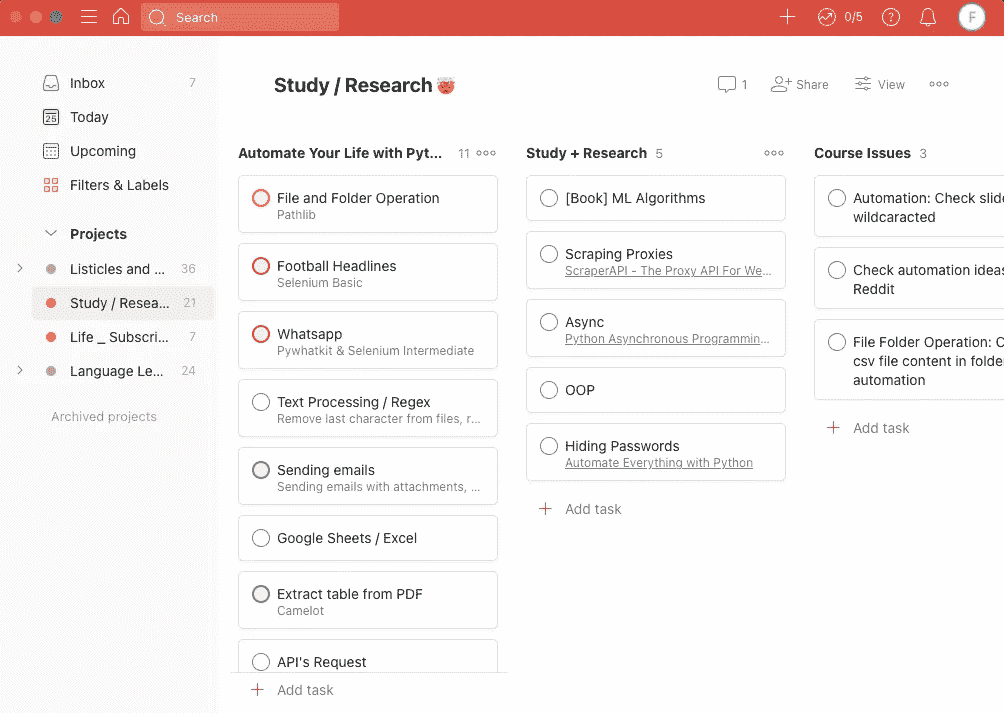 Search
0/5
F
Inbox 7
25 Today
Upcoming
Filters & Labels
Projects
Listicles and ... 36
Study / Resea... 21
Life _ Subscri... 7
Language Le... 24
Archived projects
Study / Research
1 Share View
Automate Your Life with Pyt... 11
File and Folder Operation
Pathlib
Football Headlines
Selenium Basic
Whatsapp
Pywhatkit & Selenium Intermediate
Text Processing / Regex
Remove last character from files, r...
Sending emails
Sending emails with attachments, ...
Google Sheets / Excel
Extract table from PDF
Camelot
API's Request
Add task
Study + Research 5
[Book] ML Algorithms
Scraping Proxies
ScraperAPI - The Proxy API For We...
Async
Python Asynchronous Programmin...
OOP
Hiding Passwords
Automate Everything with Python
Add task
Course Issues 3
Automation: Check slide
wildcaracted
Check automation ideas
Reddit
File Folder Operation: C
csv file content in folde
automation
Add task